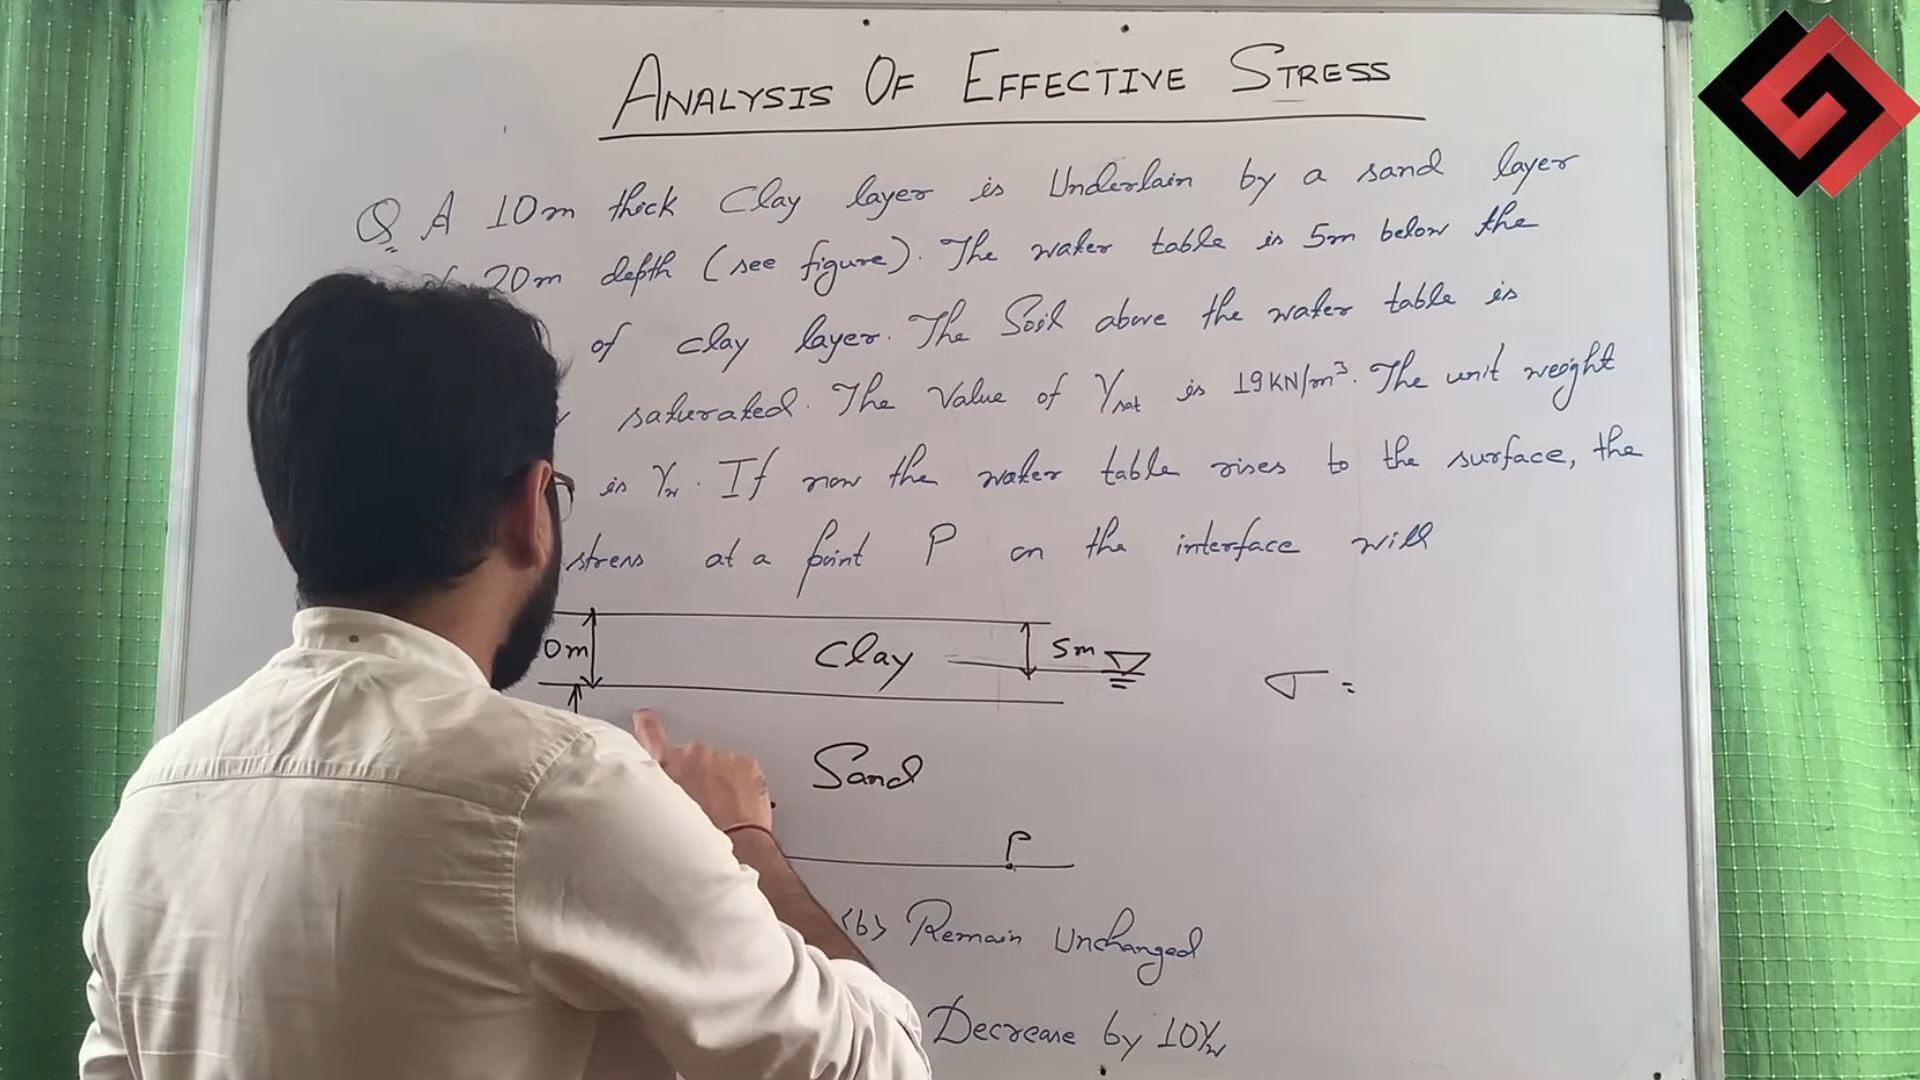 ANALYSIS OF EFFECTIVE STRESS
Q A 10m thick Clay layer is Underlain by a sand layer
20m depth (see figure). The water table is 5m below the
of clay layer. The Soil above the water table is
saturated. The Value of γsat is 19KN/m³. The unit weight
is γw. If now the water table rises to the surface, the
stress at a point P on the interface will
0m Clay 5m
σ =
Sand
P
(b) Remain Unchanged
Decrease by 10γw